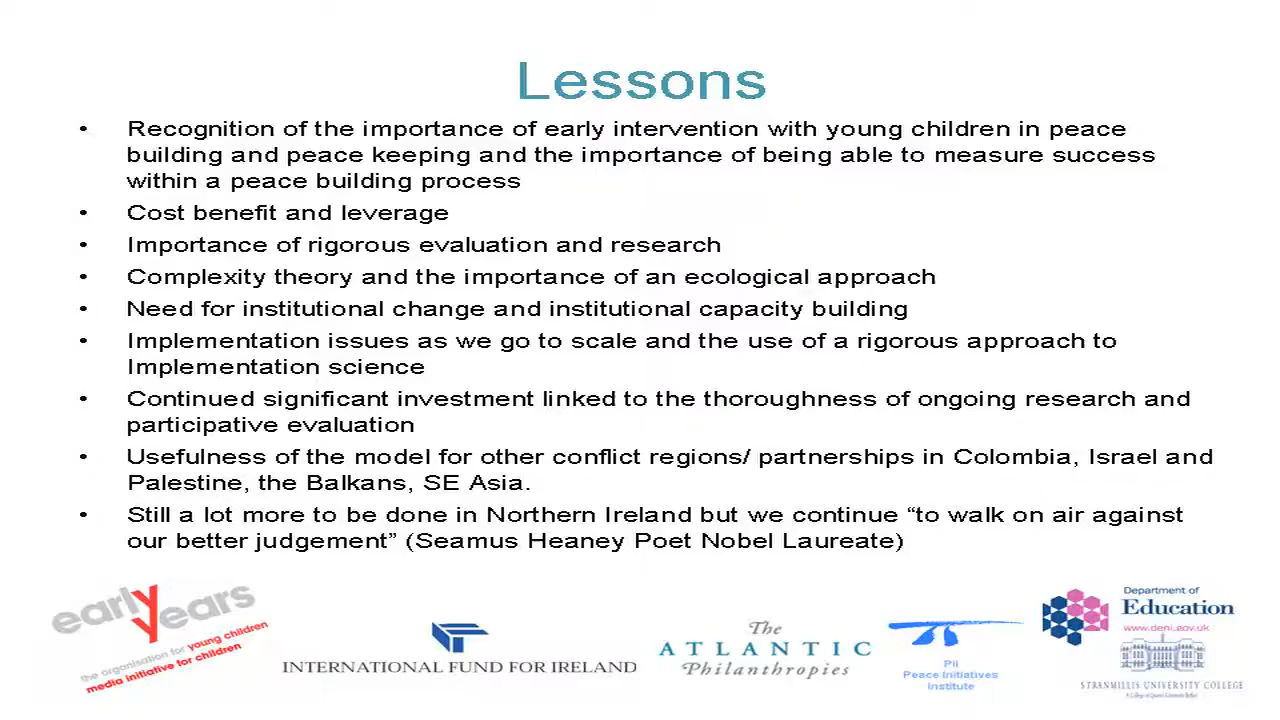 Lessons
• Recognition of the importance of early intervention with young children in peace
building and peace keeping and the importance of being able to measure success
within a peace building process
• Cost benefit and leverage
• Importance of rigorous evaluation and research
• Complexity theory and the importance of an ecological approach
• Need for institutional change and institutional capacity building
• Implementation issues as we go to scale and the use of a rigorous approach to
Implementation science
• Continued significant investment linked to the thoroughness of ongoing research and
participative evaluation
• Usefulness of the model for other conflict regions/ partnerships in Colombia, Israel and
Palestine, the Balkans, SE Asia.
• Still a lot more to be done in Northern Ireland but we continue “to walk on air against
our better judgement” (Seamus Heaney Poet Nobel Laureate)
early years
the organisation for young children
media initiative for children
INTERNATIONAL FUND FOR IRELAND
The
ATLANTIC
Philanthropies
Pii
Peace Initiatives
Institute
Department of
Education
www.deni.gov.uk
STRANMILLIS UNIVERSITY COLLEGE
A College of Queen's University Belfast